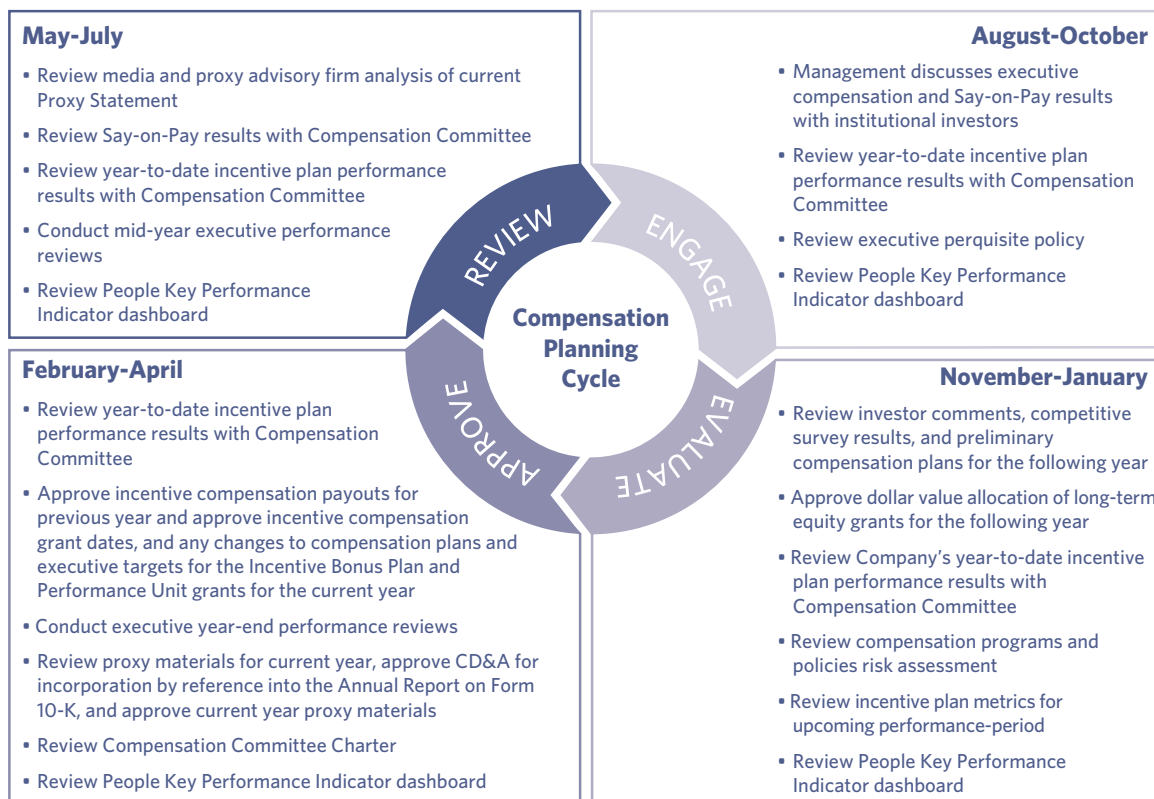 May-July
▪ Review media and proxy advisory firm analysis of current
Proxy Statement
▪ Review Say-on-Pay results with Compensation Committee
▪ Review year-to-date incentive plan performance
results with Compensation Committee
▪ Conduct mid-year executive performance
reviews
▪ Review People Key Performance
Indicator dashboard
August-October
▪ Management discusses executive
compensation and Say-on-Pay results
with institutional investors
▪ Review year-to-date incentive plan
performance results with Compensation
Committee
▪ Review executive perquisite policy
▪ Review People Key Performance
Indicator dashboard
REVIEW
ENGAGE
Compensation
Planning
Cycle
APPROVE
EVALUATE
February-April
▪ Review year-to-date incentive plan
performance results with Compensation
Committee
▪ Approve incentive compensation payouts for
previous year and approve incentive compensation
grant dates, and any changes to compensation plans and
executive targets for the Incentive Bonus Plan and
Performance Unit grants for the current year
▪ Conduct executive year-end performance reviews
▪ Review proxy materials for current year, approve CD&A for
incorporation by reference into the Annual Report on Form
10-K, and approve current year proxy materials
▪ Review Compensation Committee Charter
▪ Review People Key Performance Indicator dashboard
November-January
▪ Review investor comments, competitive
survey results, and preliminary
compensation plans for the following year
▪ Approve dollar value allocation of long-term
equity grants for the following year
▪ Review Company's year-to-date incentive
plan performance results with
Compensation Committee
▪ Review compensation programs and
policies risk assessment
▪ Review incentive plan metrics for
upcoming performance-period
▪ Review People Key Performance
Indicator dashboard